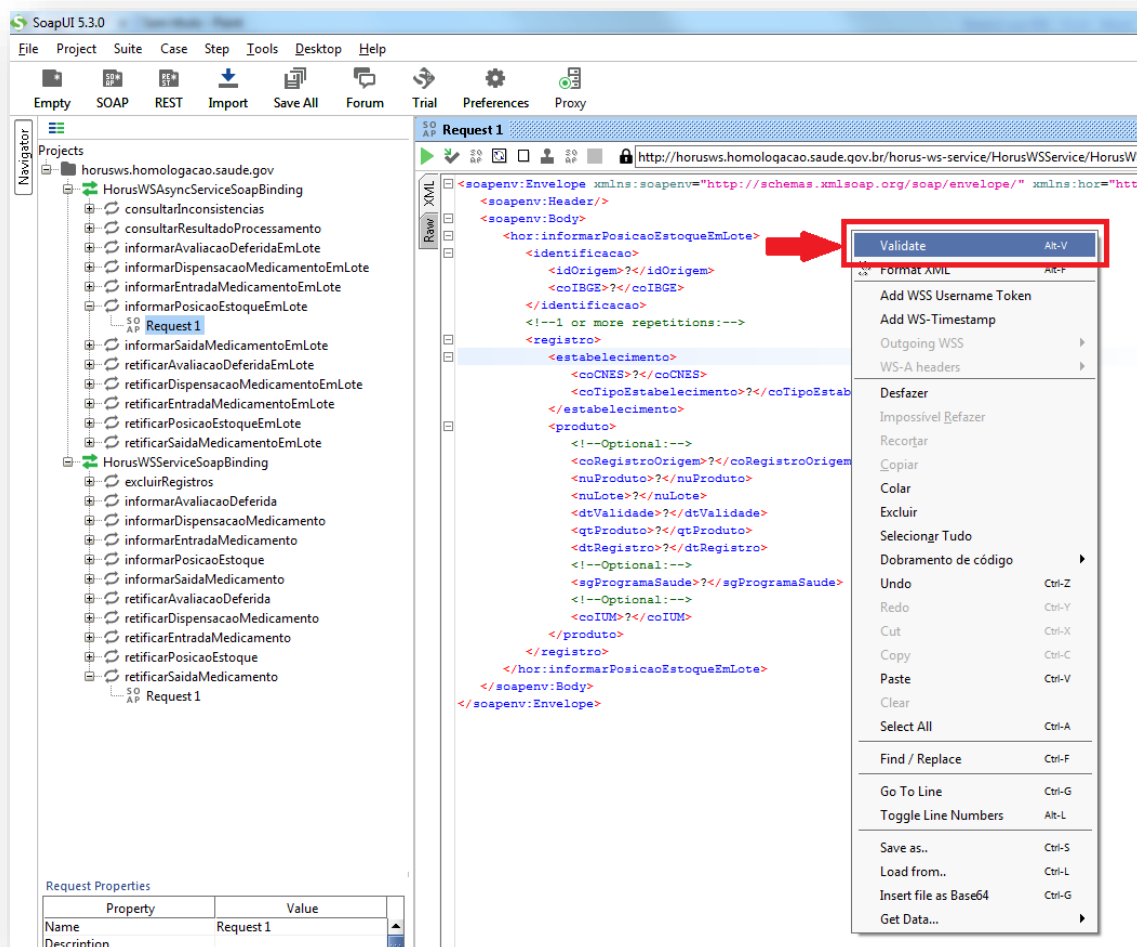 SoapUI 5.3.0
File Project Suite Case Step Tools Desktop Help
Empty SOAP REST Import Save All Forum Trial Preferences Proxy
Navigator
Projects
horusws.homologacao.saude.gov
HorusWSAsyncServiceSoapBinding
consultarInconsistencias
consultarResultadoProcessamento
informarAvaliacaoDeferidaEmLote
informarDispensacaoMedicamentoEmLote
informarEntradaMedicamentoEmLote
informarPosicaoEstoqueEmLote
Request 1
informarSaidaMedicamentoEmLote
retificarAvaliacaoDeferidaEmLote
retificarDispensacaoMedicamentoEmLote
retificarEntradaMedicamentoEmLote
retificarPosicaoEstoqueEmLote
retificarSaidaMedicamentoEmLote
HorusWSServiceSoapBinding
excluirRegistros
informarAvaliacaoDeferida
informarDispensacaoMedicamento
informarEntradaMedicamento
informarPosicaoEstoque
informarSaidaMedicamento
retificarAvaliacaoDeferida
retificarDispensacaoMedicamento
retificarEntradaMedicamento
retificarPosicaoEstoque
retificarSaidaMedicamento
Request 1
Request Properties
Property Value
Name Request 1
Description
Request 1
http://horusws.homologacao.saude.gov.br/horus-ws-service/HorusWSService/HorusW
XML
Raw
<soapenv:Envelope xmlns:soapenv="http://schemas.xmlsoap.org/soap/envelope/" xmlns:hor="htt
<soapenv:Header/>
<soapenv:Body>
<hor:informarPosicaoEstoqueEmLote>
<identificacao>
<idOrigem>?</idOrigem>
<coIBGE>?</coIBGE>
</identificacao>
<!--1 or more repetitions:-->
<registro>
<estabelecimento>
<coCNES>?</coCNES>
<coTipoEstabelecimento>?</coTipoEstab
</estabelecimento>
<produto>
<!--Optional:-->
<coRegistroOrigem>?</coRegistroOrigem
<nuProduto>?</nuProduto>
<nuLote>?</nuLote>
<dtValidade>?</dtValidade>
<qtProduto>?</qtProduto>
<dtRegistro>?</dtRegistro>
<!--Optional:-->
<sgProgramaSaude>?</sgProgramaSaude>
<!--Optional:-->
<coIUM>?</coIUM>
</produto>
</registro>
</hor:informarPosicaoEstoqueEmLote>
</soapenv:Body>
</soapenv:Envelope>
Validate Alt-V
Format XML Alt-F
Add WSS Username Token
Add WS-Timestamp
Outgoing WSS
WS-A headers
Desfazer
Impossível Refazer
Recortar
Copiar
Colar
Excluir
Selecionar Tudo
Dobramento de código
Undo Ctrl-Z
Redo Ctrl-Y
Cut Ctrl-X
Copy Ctrl-C
Paste Ctrl-V
Clear
Select All Ctrl-A
Find / Replace Ctrl-F
Go To Line Ctrl-G
Toggle Line Numbers Alt-L
Save as.. Ctrl-S
Load from.. Ctrl-L
Insert file as Base64 Ctrl-G
Get Data...